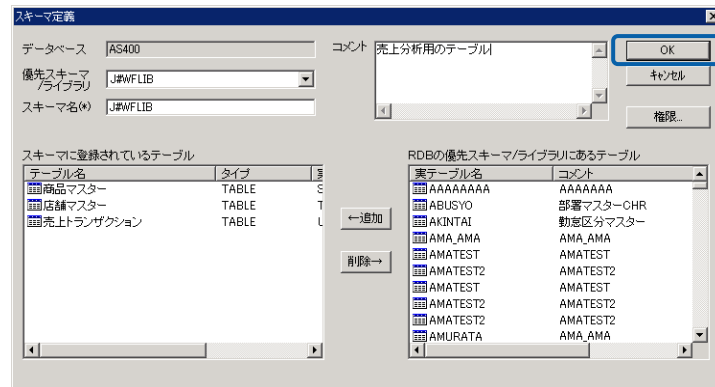 スキーマ定義
データベース AS400
コメント 売上分析用のテーブル
OK
優先スキーマ
/ライブラリ J#WFLIB
キャンセル
スキーマ名(*) J#WFLIB
権限...
スキーマに登録されているテーブル
テーブル名 タイプ
商品マスター TABLE
店舗マスター TABLE
売上トランザクション TABLE
←追加
削除→
RDBの優先スキーマ/ライブラリにあるテーブル
実テーブル名 コメント
AAAAAAAA AAAAAAA
ABUSYO 部署マスターCHR
AKINTAI 勤怠区分マスター
AMA_AMA AMA_AMA
AMATEST AMATEST
AMATEST2 AMATEST2
AMATEST AMATEST
AMATEST2 AMATEST2
AMATEST2 AMATEST2
AMURATA AMA_AMA